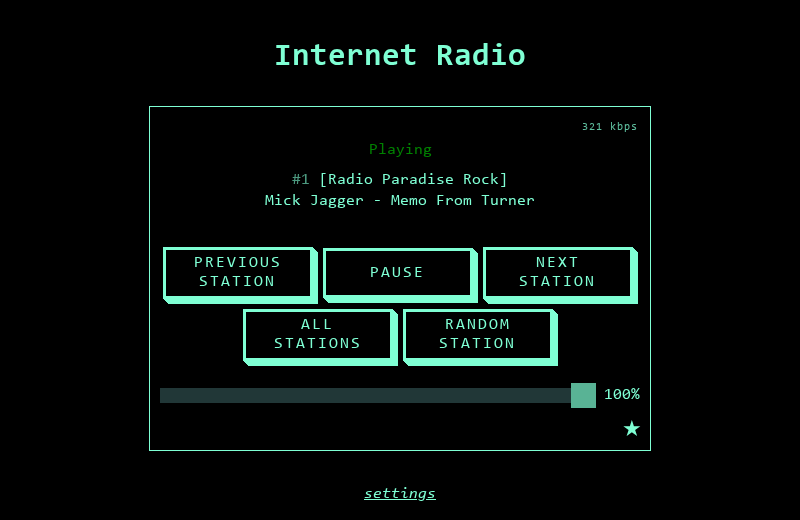 Internet Radio
321 kbps
Playing
#1 [Radio Paradise Rock]
Mick Jagger - Memo From Turner
PREVIOUS
STATION
PAUSE
NEXT
STATION
ALL
STATIONS
RANDOM
STATION
100%
★
settings